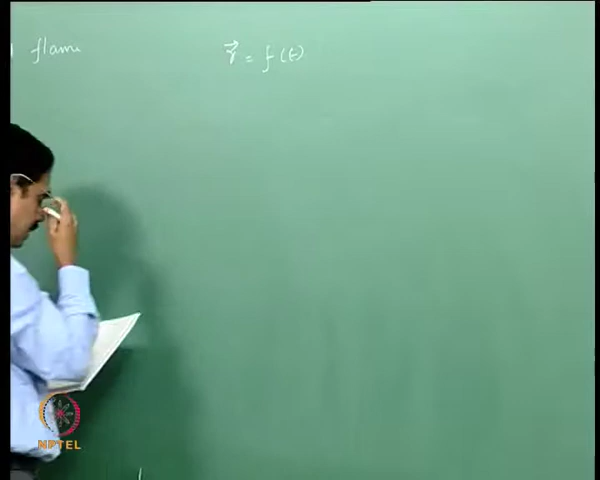 flame
r⃗ = f(t)
NPTEL